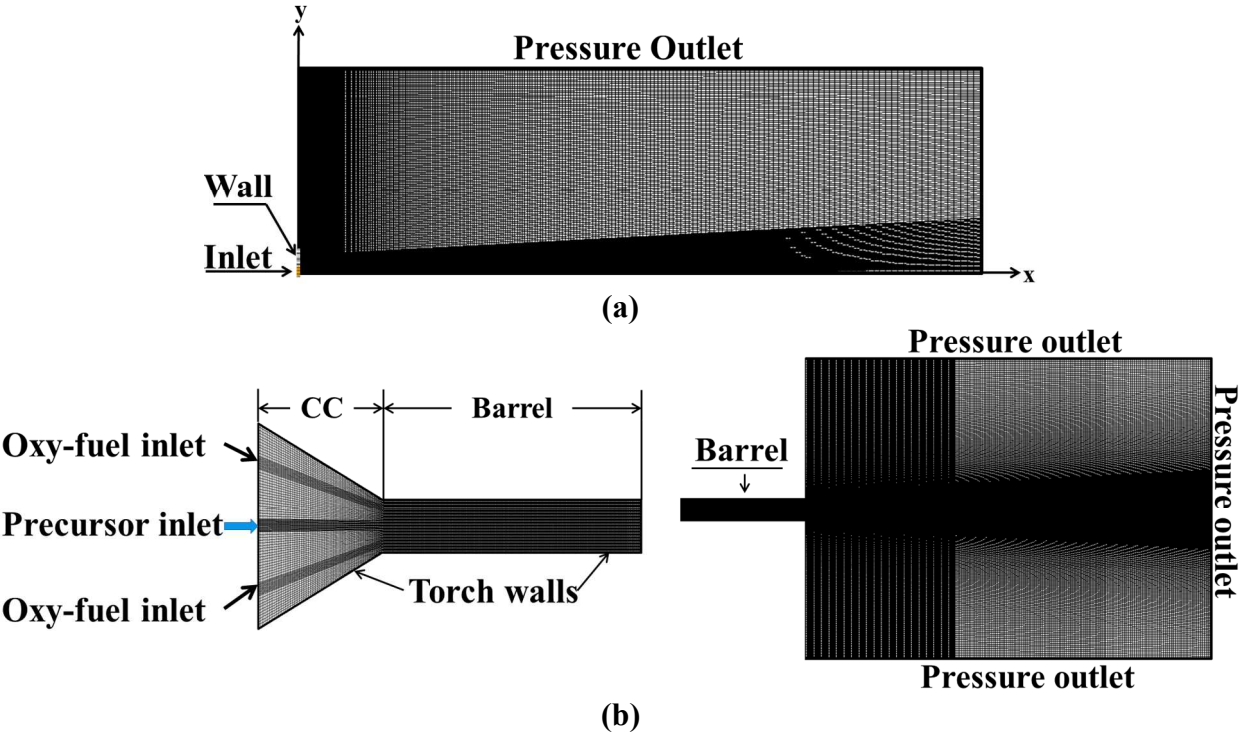 y
Pressure Outlet
Wall
Inlet
x
(a)
CC
Barrel
Oxy-fuel inlet
Precursor inlet
Oxy-fuel inlet
Torch walls
Pressure outlet
Barrel
Pressure outlet
Pressure outlet
(b)